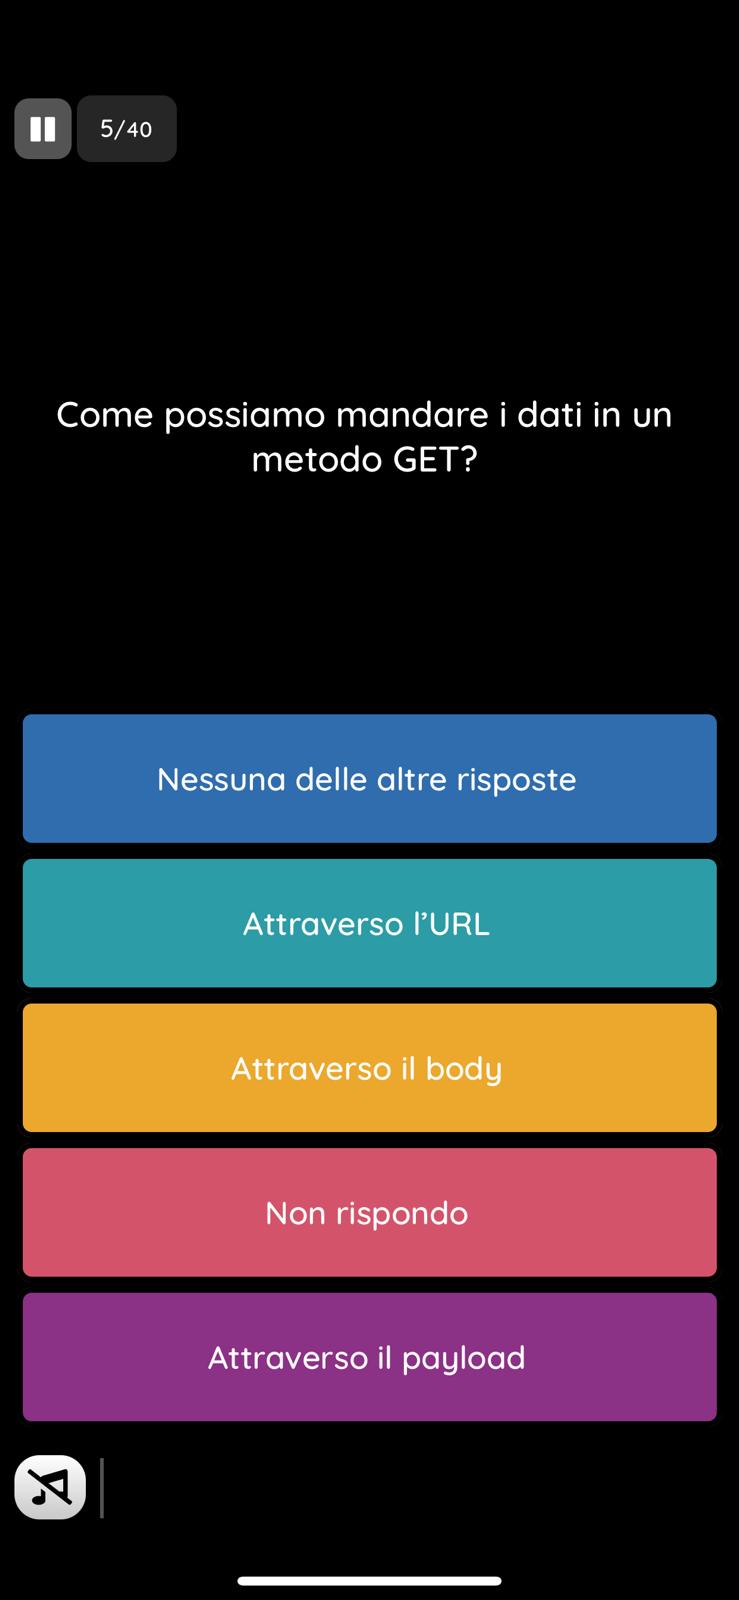 5/40
Come possiamo mandare i dati in un
metodo GET?
Nessuna delle altre risposte
Attraverso l’URL
Attraverso il body
Non rispondo
Attraverso il payload